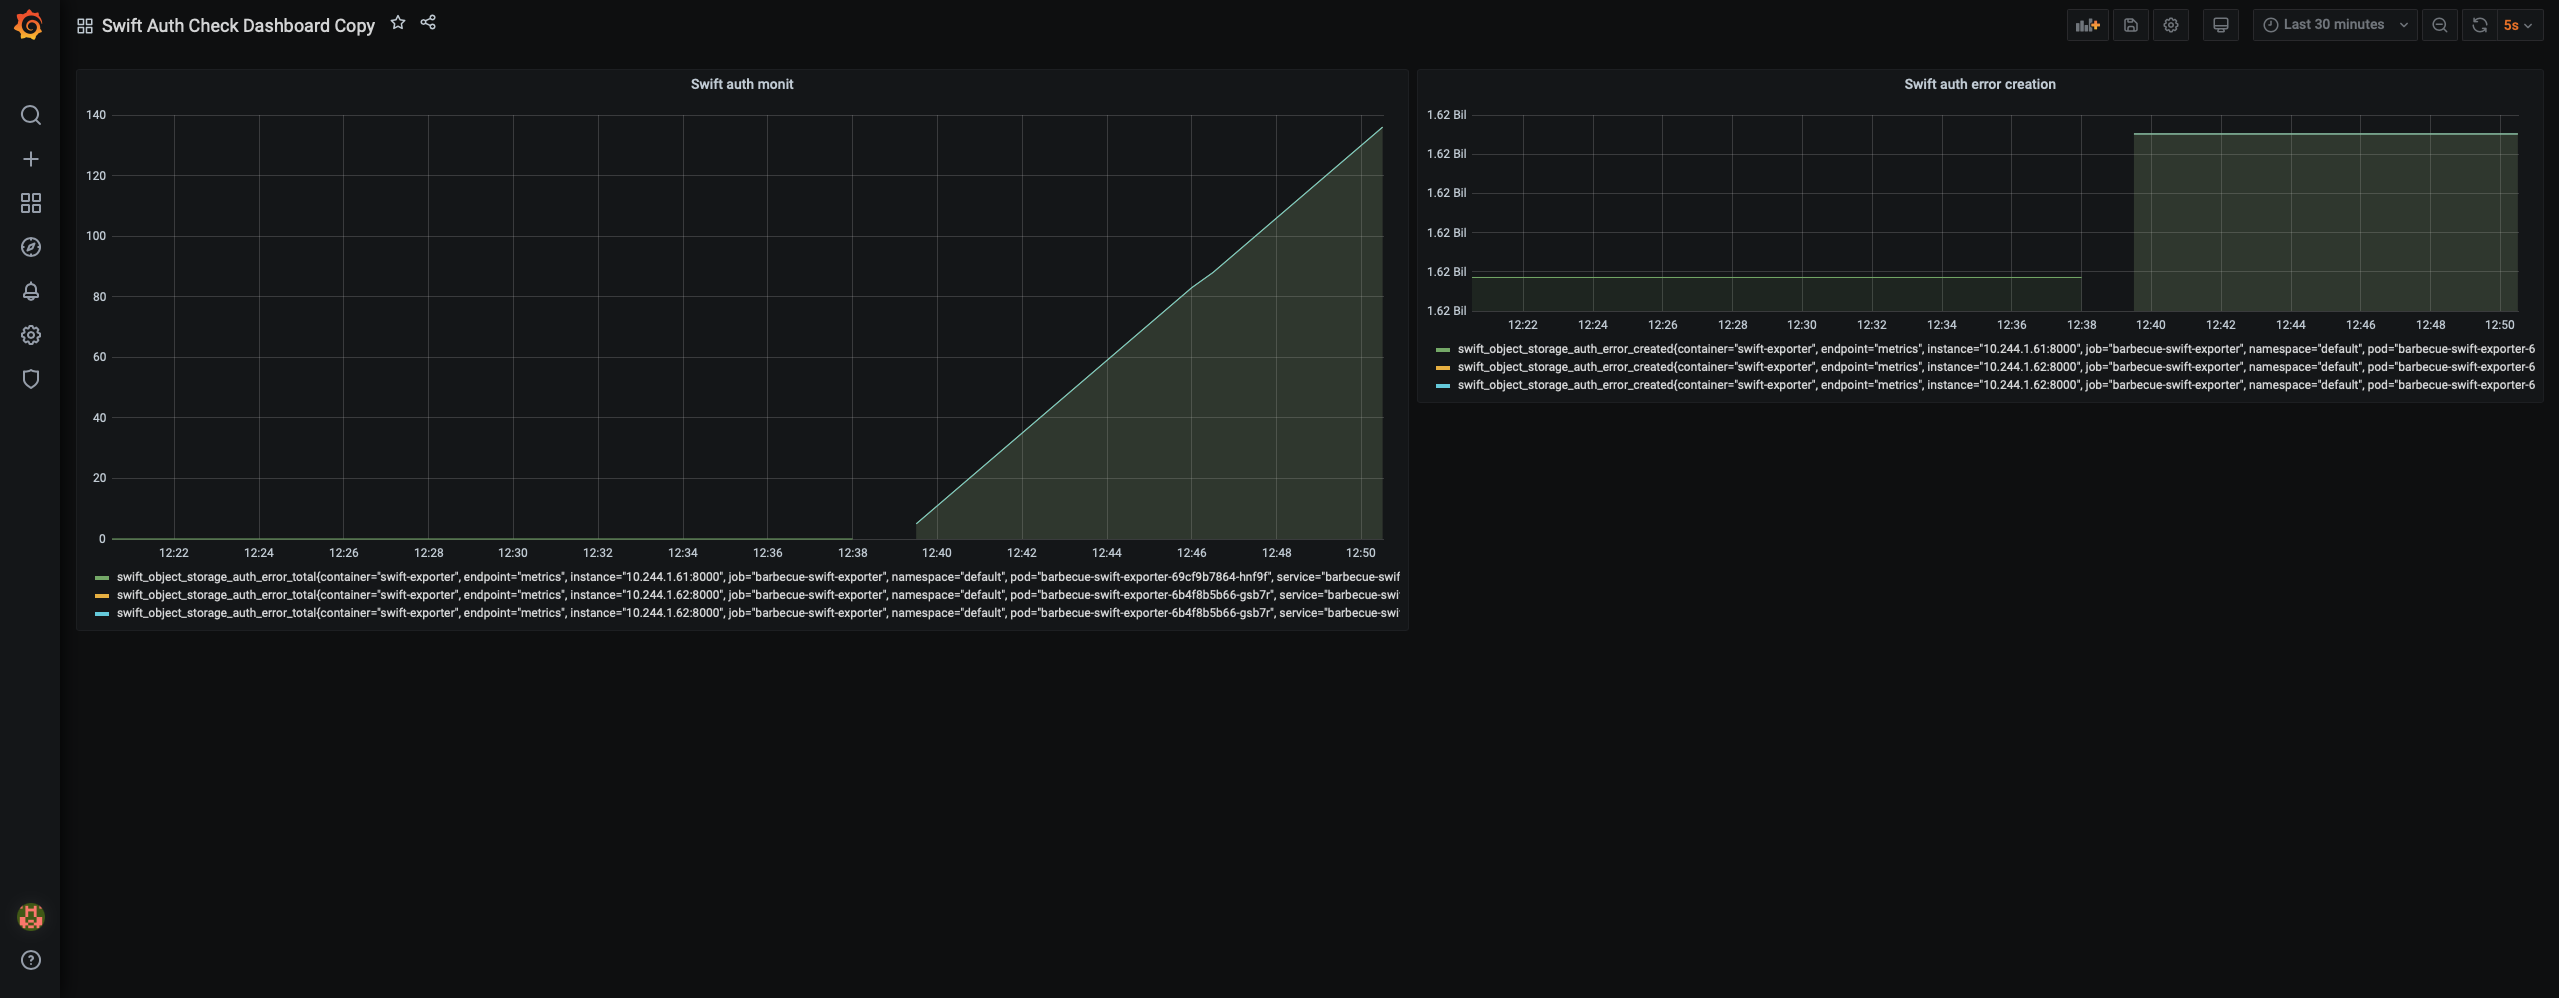 Swift Auth Check Dashboard Copy
Last 30 minutes
5s
Swift auth monit
140
120
100
80
60
40
20
0
12:22 12:24 12:26 12:28 12:30 12:32 12:34 12:36 12:38 12:40 12:42 12:44 12:46 12:48 12:50
swift_object_storage_auth_error_total{container="swift-exporter", endpoint="metrics", instance="10.244.1.61:8000", job="barbecue-swift-exporter", namespace="default", pod="barbecue-swift-exporter-69cf9b7864-hnf9f", service="barbecue-swif
swift_object_storage_auth_error_total{container="swift-exporter", endpoint="metrics", instance="10.244.1.62:8000", job="barbecue-swift-exporter", namespace="default", pod="barbecue-swift-exporter-6b4f8b5b66-gsb7r", service="barbecue-swi
swift_object_storage_auth_error_total{container="swift-exporter", endpoint="metrics", instance="10.244.1.62:8000", job="barbecue-swift-exporter", namespace="default", pod="barbecue-swift-exporter-6b4f8b5b66-gsb7r", service="barbecue-swi
Swift auth error creation
1.62 Bil
1.62 Bil
1.62 Bil
1.62 Bil
1.62 Bil
1.62 Bil
12:22 12:24 12:26 12:28 12:30 12:32 12:34 12:36 12:38 12:40 12:42 12:44 12:46 12:48 12:50
swift_object_storage_auth_error_created{container="swift-exporter", endpoint="metrics", instance="10.244.1.61:8000", job="barbecue-swift-exporter", namespace="default", pod="barbecue-swift-exporter-6
swift_object_storage_auth_error_created{container="swift-exporter", endpoint="metrics", instance="10.244.1.62:8000", job="barbecue-swift-exporter", namespace="default", pod="barbecue-swift-exporter-6
swift_object_storage_auth_error_created{container="swift-exporter", endpoint="metrics", instance="10.244.1.62:8000", job="barbecue-swift-exporter", namespace="default", pod="barbecue-swift-exporter-6